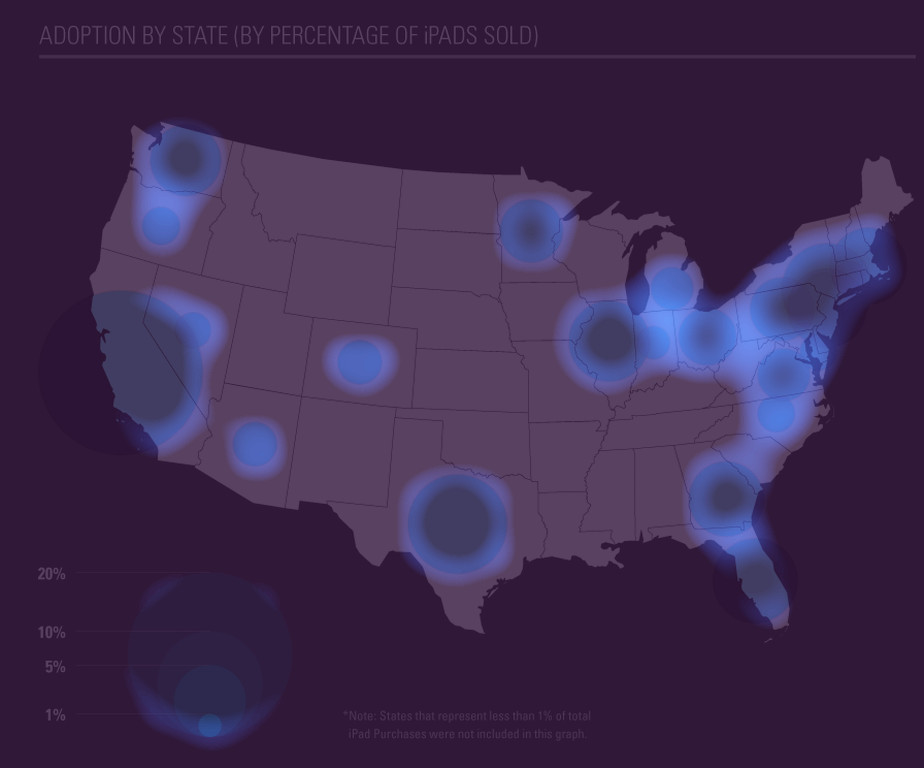 ADOPTION BY STATE (BY PERCENTAGE OF iPADS SOLD)
20%
10%
5%
1%
*Note: States that represent less than 1% of total
iPad Purchases were not included in this graph.